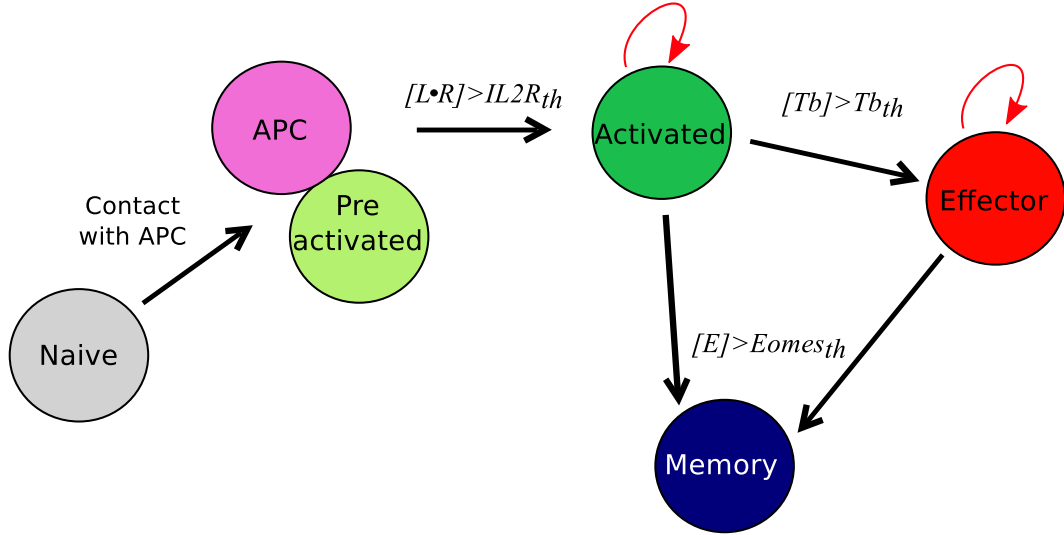 Naive
Contact
with APC
APC
Pre
activated
[L•R]>IL2Rth
Activated
[Tb]>Tbth
Effector
[E]>Eomesth
Memory